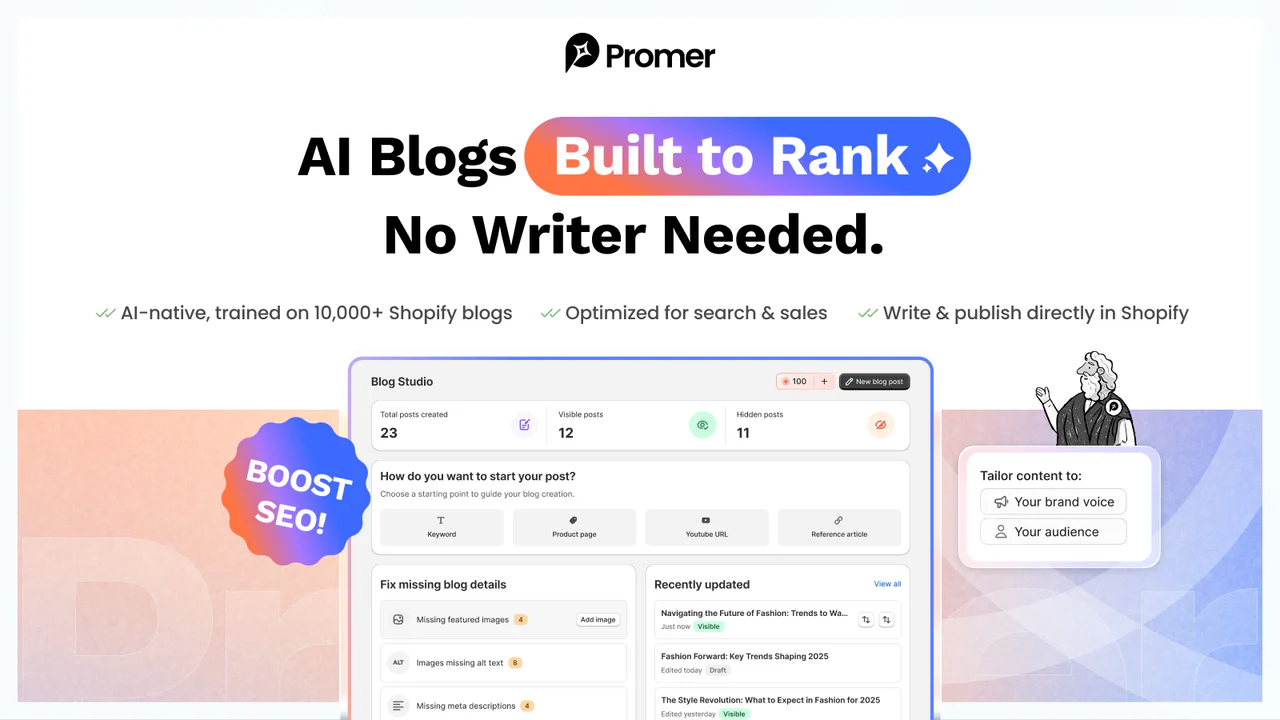 Promer
AI Blogs Built to Rank
No Writer Needed.
AI-native, trained on 10,000+ Shopify blogs
Optimized for search & sales
Write & publish directly in Shopify
BOOST
SEO!
Blog Studio
100 +
New blog post
Total posts created
23
Visible posts
12
Hidden posts
11
How do you want to start your post?
Choose a starting point to guide your blog creation.
Keyword
Product page
Youtube URL
Reference article
Fix missing blog details
Missing featured images 4
Add image
ALT Images missing alt text 8
Missing meta descriptions 4
Recently updated
View all
Navigating the Future of Fashion: Trends to Wa...
Just now Visible
Fashion Forward: Key Trends Shaping 2025
Edited today Draft
The Style Revolution: What to Expect in Fashion for 2025
Edited yesterday Visible
Tailor content to:
Your brand voice
Your audience